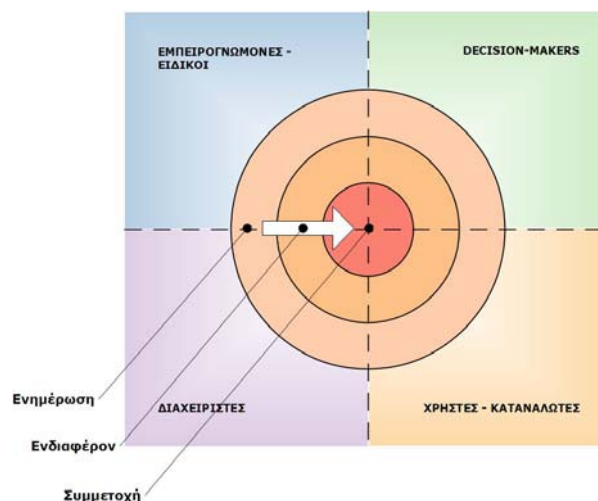 ΕΜΠΕΙΡΟΓΝΩΜΟΝΕΣ -
ΕΙΔΙΚΟΙ
DECISION-MAKERS
Ενημέρωση
ΔΙΑΧΕΙΡΙΣΤΕΣ
ΧΡΗΣΤΕΣ - ΚΑΤΑΝΑΛΩΤΕΣ
Ενδιαφέρον
Συμμετοχή